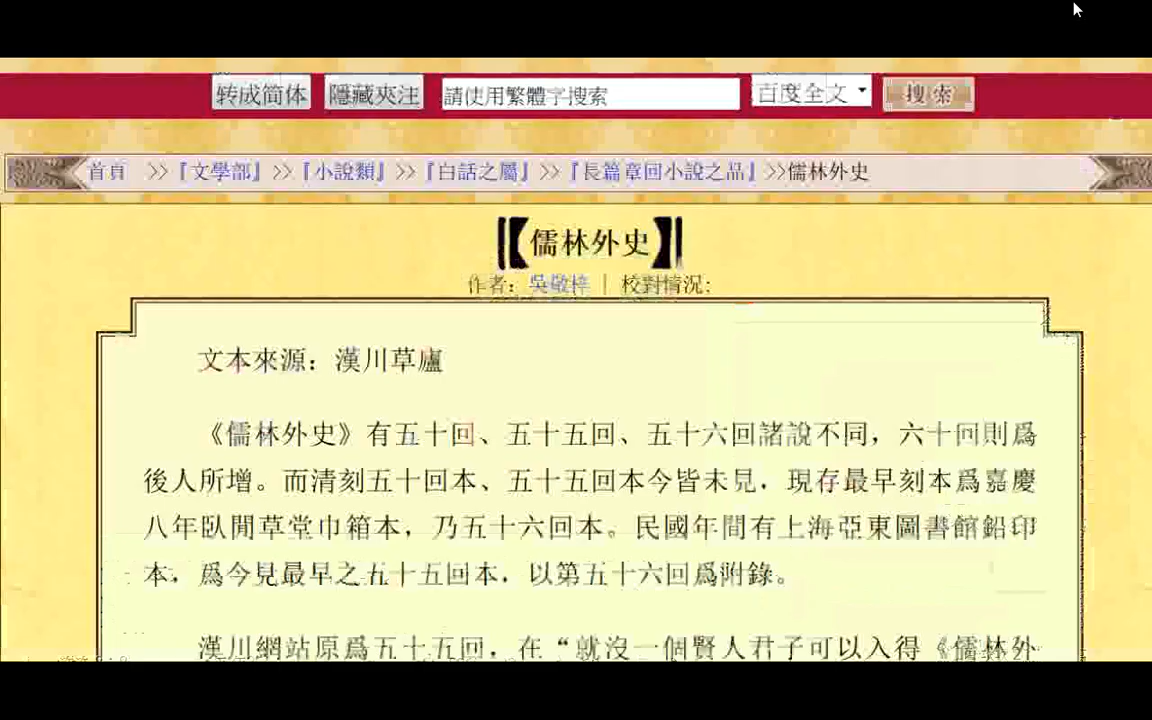 转成简体 隱藏夾注 請使用繁體字搜索 百度全文 搜索
首頁 >>『文學部』>>『小說類』>>『白話之屬』>>『長篇章回小說之品』>>儒林外史
【儒林外史】
作者：吳敬梓 | 校對情況:
文本來源：漢川草廬
《儒林外史》有五十回、五十五回、五十六回諸說不同，六十回則爲
後人所增。而清刻五十回本、五十五回本今皆未見，現存最早刻本爲嘉慶
八年臥閒草堂巾箱本，乃五十六回本。民國年間有上海亞東圖書館鉛印
本，爲今見最早之五十五回本，以第五十六回爲附錄。
漢川網站原爲五十五回，在“就沒一個賢人君子可以入得《儒林外